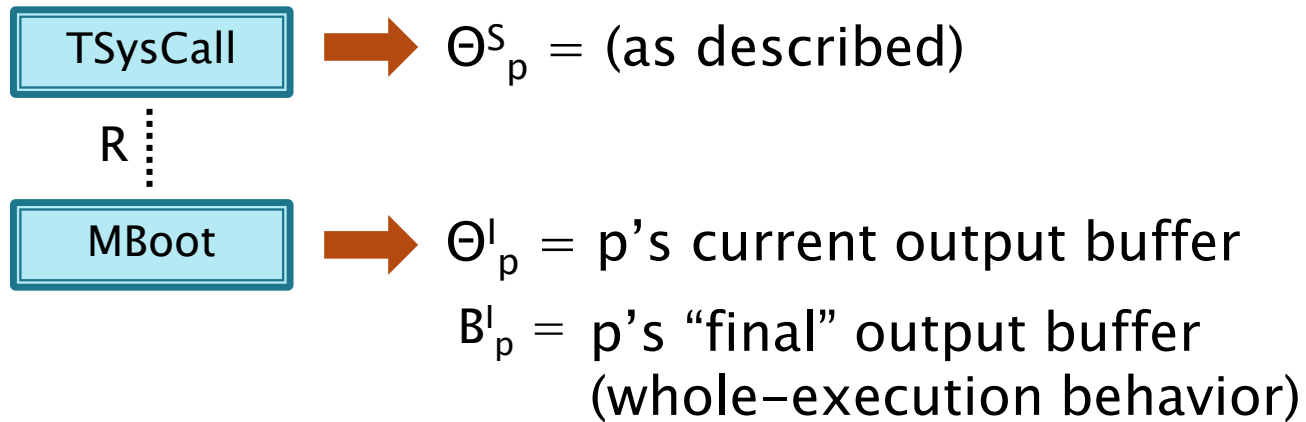 TSysCall
Θˢₚ = (as described)
R
MBoot
Θᴵₚ = p’s current output buffer
Bᴵₚ = p’s “final” output buffer
(whole–execution behavior)